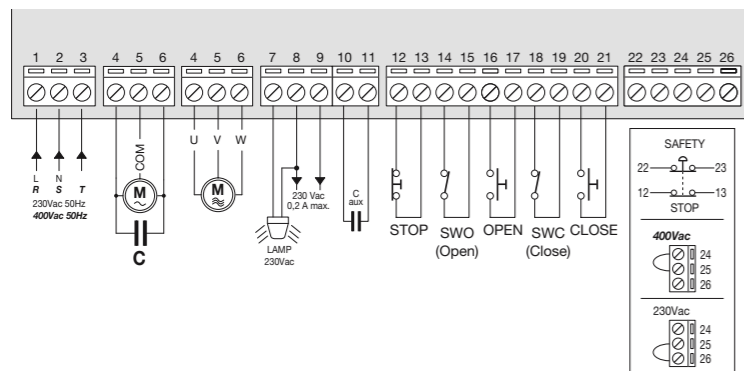 1 2 3 4 5 6 4 5 6 7 8 9 10 11 12 13 14 15 16 17 18 19 20 21 22 23 24 25 26
L N
R S T
230Vac 50Hz
400Vac 50Hz
COM
M
C
U V W
M
LAMP
230Vac
230 Vac
0,2 A max.
C
aux
STOP SWO OPEN SWC CLOSE
(Open) (Close)
SAFETY
22 23
12 13
STOP
400Vac
24
25
26
230Vac
24
25
26